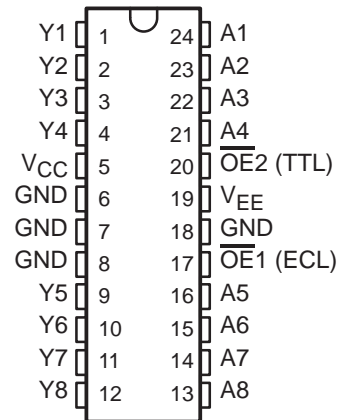 Y1 1 24 A1
Y2 2 23 A2
Y3 3 22 A3
Y4 4 21 A4
VCC 5 20 O̅E̅2 (TTL)
GND 6 19 VEE
GND 7 18 GND
GND 8 17 O̅E̅1 (ECL)
Y5 9 16 A5
Y6 10 15 A6
Y7 11 14 A7
Y8 12 13 A8